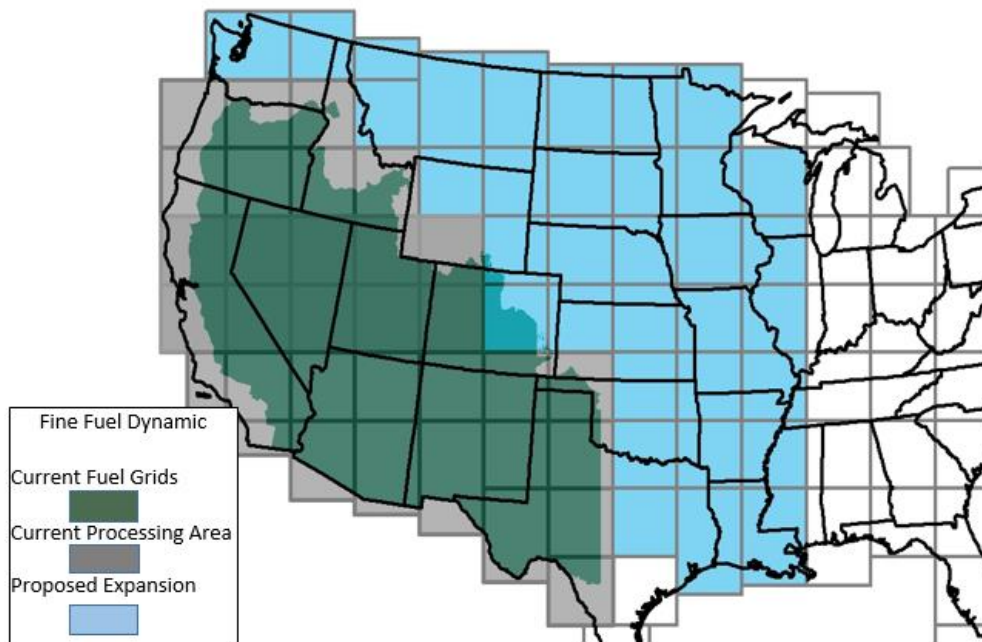 Fine Fuel Dynamic
Current Fuel Grids
Current Processing Area
Proposed Expansion